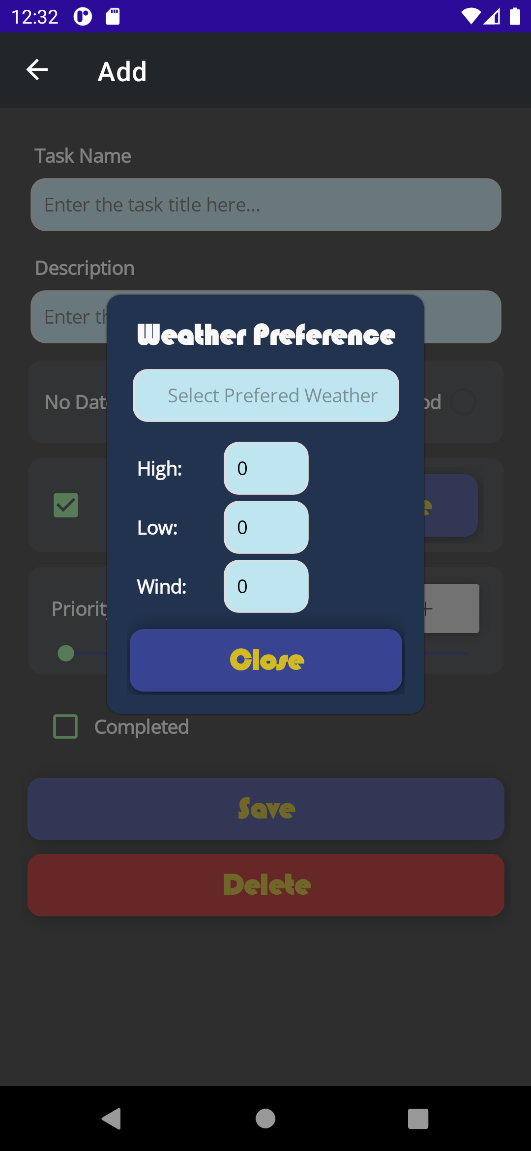 12:32
Add
Task Name
Enter the task title here...
Description
Enter th
Weather Preference
Select Prefered Weather
No Dat
od
High: 0
Low: 0
e
Wind: 0
Priorit
+
Close
Completed
Save
Delete